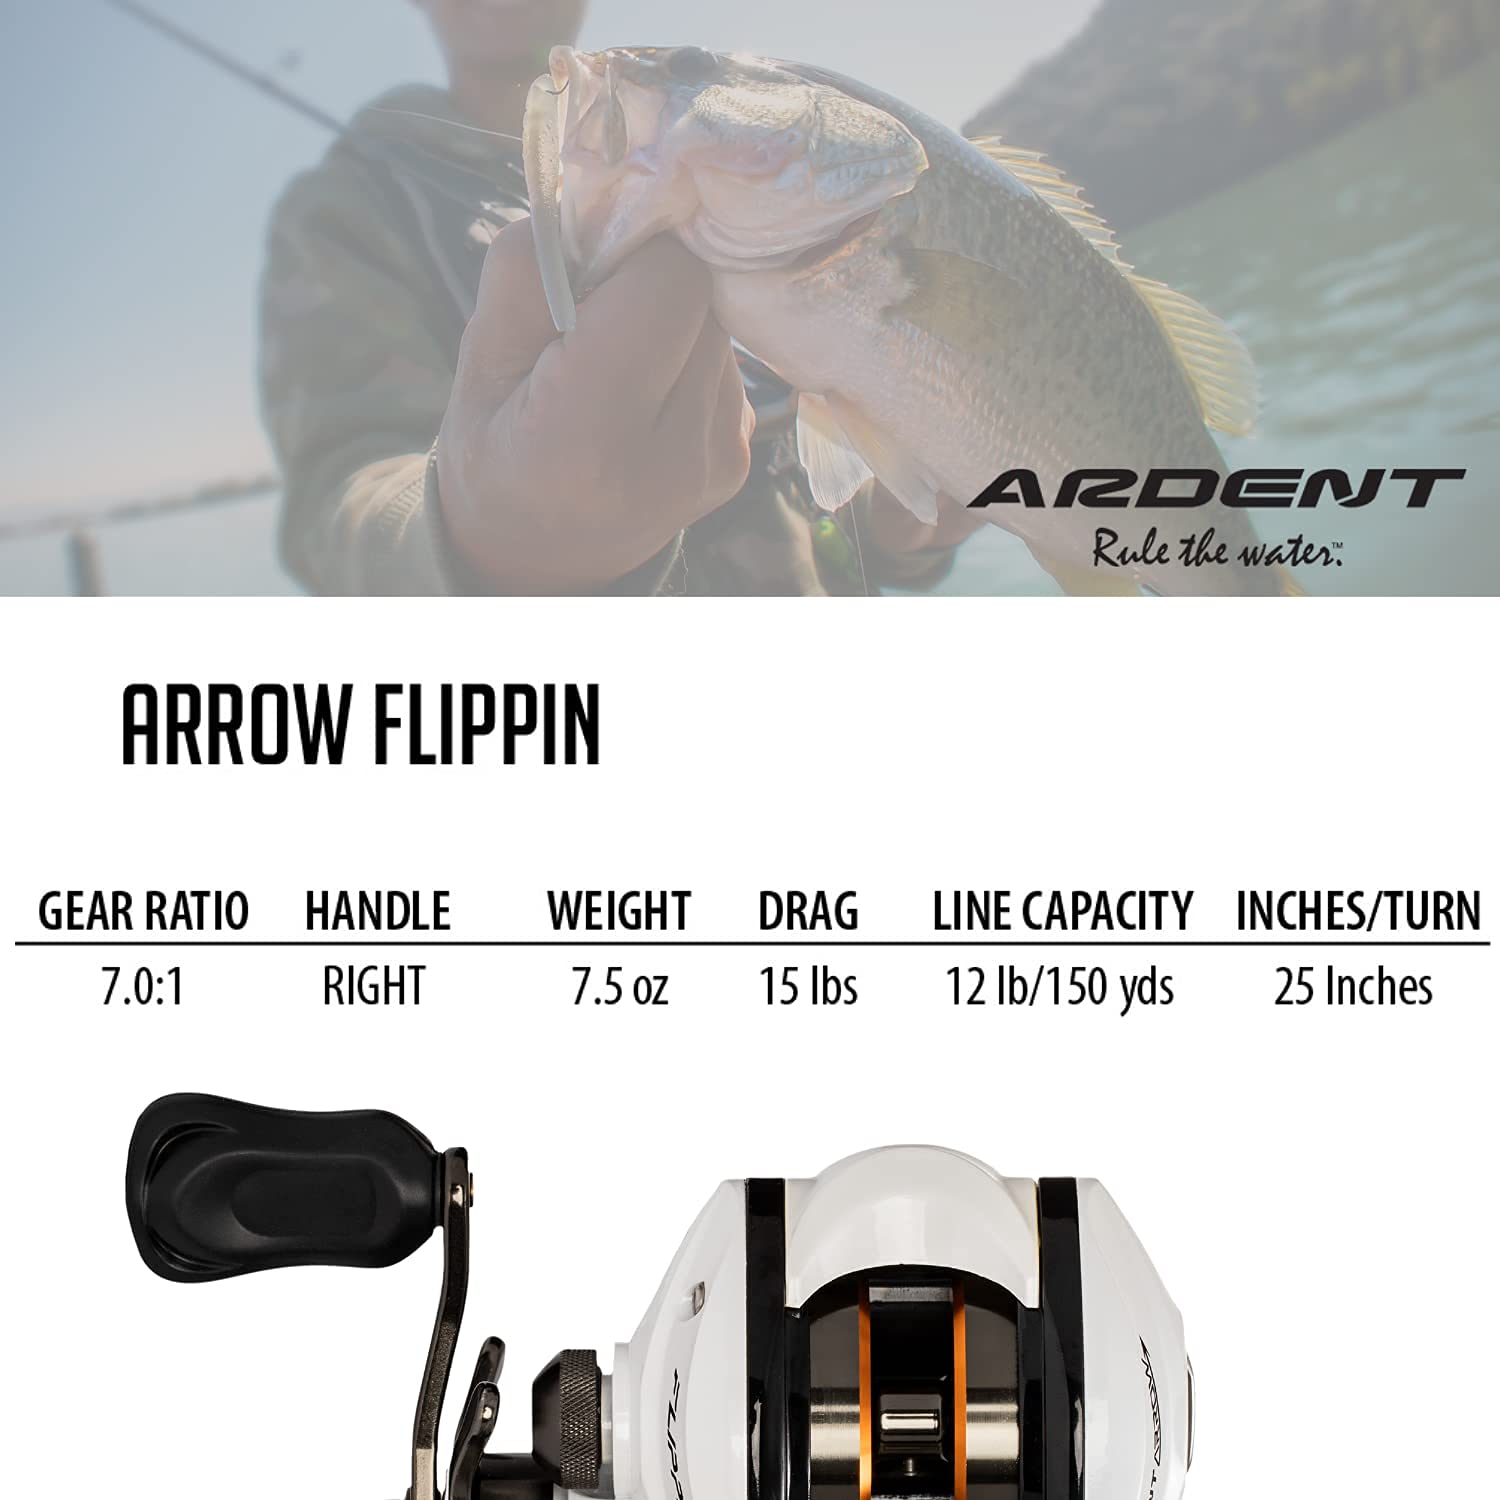 ARDENT
Rule the water.™
ARROW FLIPPIN
GEAR RATIO HANDLE WEIGHT DRAG LINE CAPACITY INCHES/TURN
7.0:1 RIGHT 7.5 oz 15 lbs 12 lb/150 yds 25 Inches
ARROW